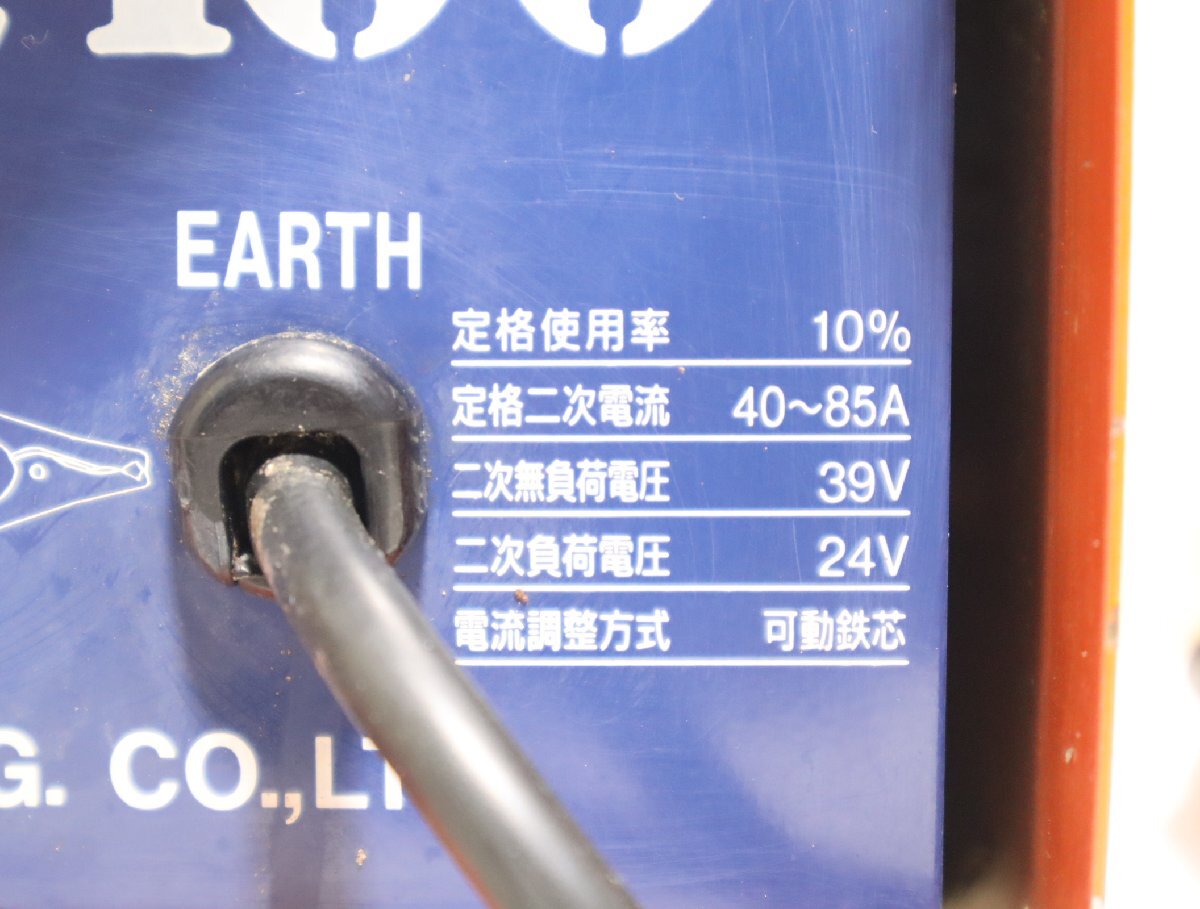 EARTH
定格使用率 10%
定格二次電流 40~85A
二次無負荷電圧 39V
二次負荷電圧 24V
電流調整方式 可動鉄芯
G. CO.,LT